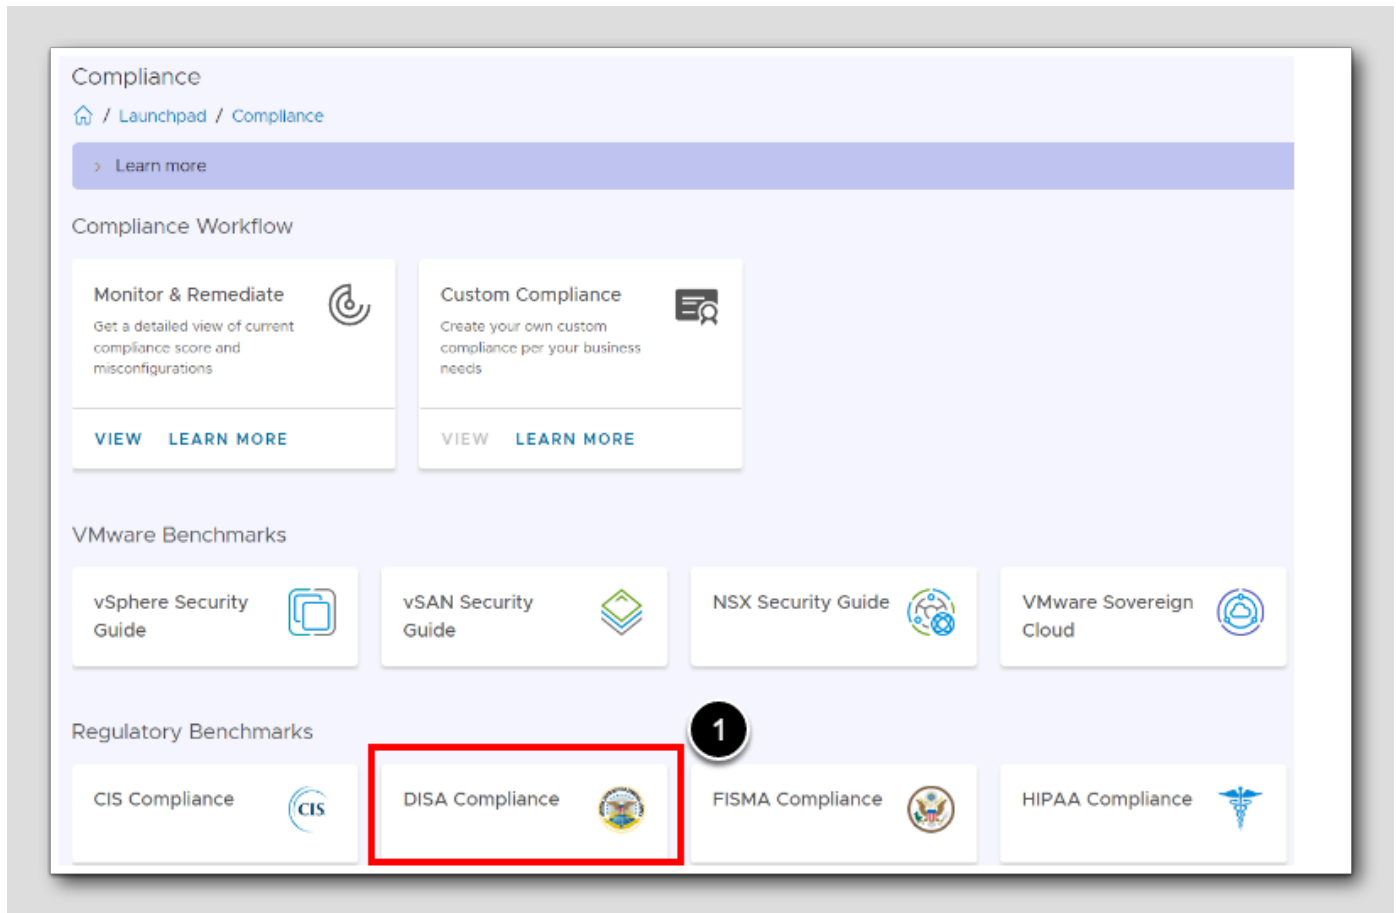 Compliance
/ Launchpad / Compliance
> Learn more
Compliance Workflow
Monitor & Remediate
Get a detailed view of current
compliance score and
misconfigurations
VIEW LEARN MORE
Custom Compliance
Create your own custom
compliance per your business
needs
VIEW LEARN MORE
VMware Benchmarks
vSphere Security
Guide
vSAN Security
Guide
NSX Security Guide
VMware Sovereign
Cloud
Regulatory Benchmarks
1
CIS Compliance
CIS
DISA Compliance
FISMA Compliance
HIPAA Compliance